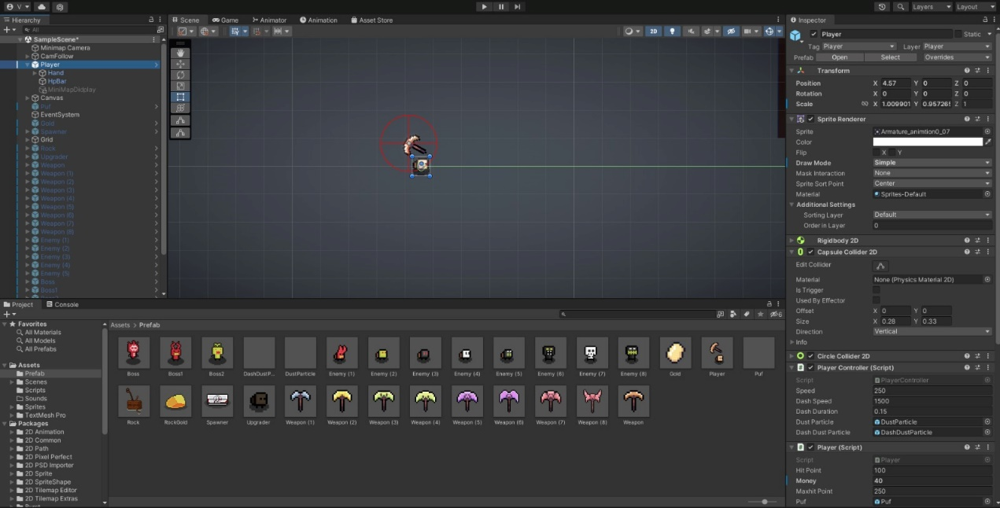 V
Layers
Layout
Hierarchy
All
SampleScene*
Minimap Camera
CamFollow
Player
Hand
HpBar
MiniMapDidplay
Canvas
Puf
EventSystem
Gold
Spawner
Grid
Rock
Upgrader
Weapon
Weapon (1)
Weapon (2)
Weapon (3)
Weapon (4)
Weapon (5)
Weapon (6)
Weapon (7)
Weapon (8)
Enemy (1)
Enemy (2)
Enemy (3)
Enemy (4)
Enemy (5)
Boss
Boss1
Scene
Game
Animator
Animation
Asset Store
2D
Inspector
Player
Static
Tag Player
Layer Player
Prefab Open Select Overrides
Transform
Position X 4.57 Y 0 Z 0
Rotation X 0 Y 0 Z 0
Scale X 1.009901 Y 0.957265 Z 1
Sprite Renderer
Sprite Armature_animtion0_07
Color
Flip X Y
Draw Mode Simple
Mask Interaction None
Sprite Sort Point Center
Material Sprites-Default
Additional Settings
Sorting Layer Default
Order in Layer 0
Rigidbody 2D
Capsule Collider 2D
Edit Collider
Material None (Physics Material 2D)
Is Trigger
Used By Effector
Offset X 0 Y 0
Size X 0.28 Y 0.33
Direction Vertical
Info
Circle Collider 2D
Player Controller (Script)
Script PlayerController
Speed 250
Dash Speed 1500
Dash Duration 0.15
Dust Particle DustParticle
Dash Dust Particle DashDustParticle
Player (Script)
Script Player
Hit Point 100
Money 40
Maxhit Point 250
Puf Puf
Project
Console
6
Favorites
All Materials
All Models
All Prefabs
Assets
Prefab
Scenes
Scripts
Sounds
Sprites
TextMesh Pro
Packages
2D Animation
2D Common
2D Path
2D Pixel Perfect
2D PSD Importer
2D Sprite
2D SpriteShape
2D Tilemap Editor
2D Tilemap Extras
Assets > Prefab
Boss Boss1 Boss2 DashDustP... DustParticle Enemy (1) Enemy (2) Enemy (3) Enemy (4) Enemy (5) Enemy (6) Enemy (7) Enemy (8) Gold Player Puf
Rock RockGold Spawner Upgrader Weapon (1) Weapon (2) Weapon (3) Weapon (4) Weapon (5) Weapon (6) Weapon (7) Weapon (8) Weapon